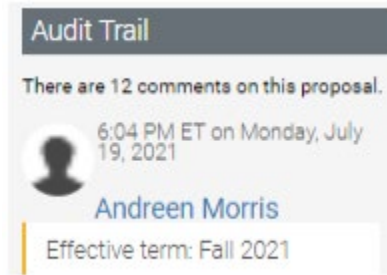 Audit Trail
There are 12 comments on this proposal.
6:04 PM ET on Monday, July
19, 2021
Andreen Morris
Effective term: Fall 2021